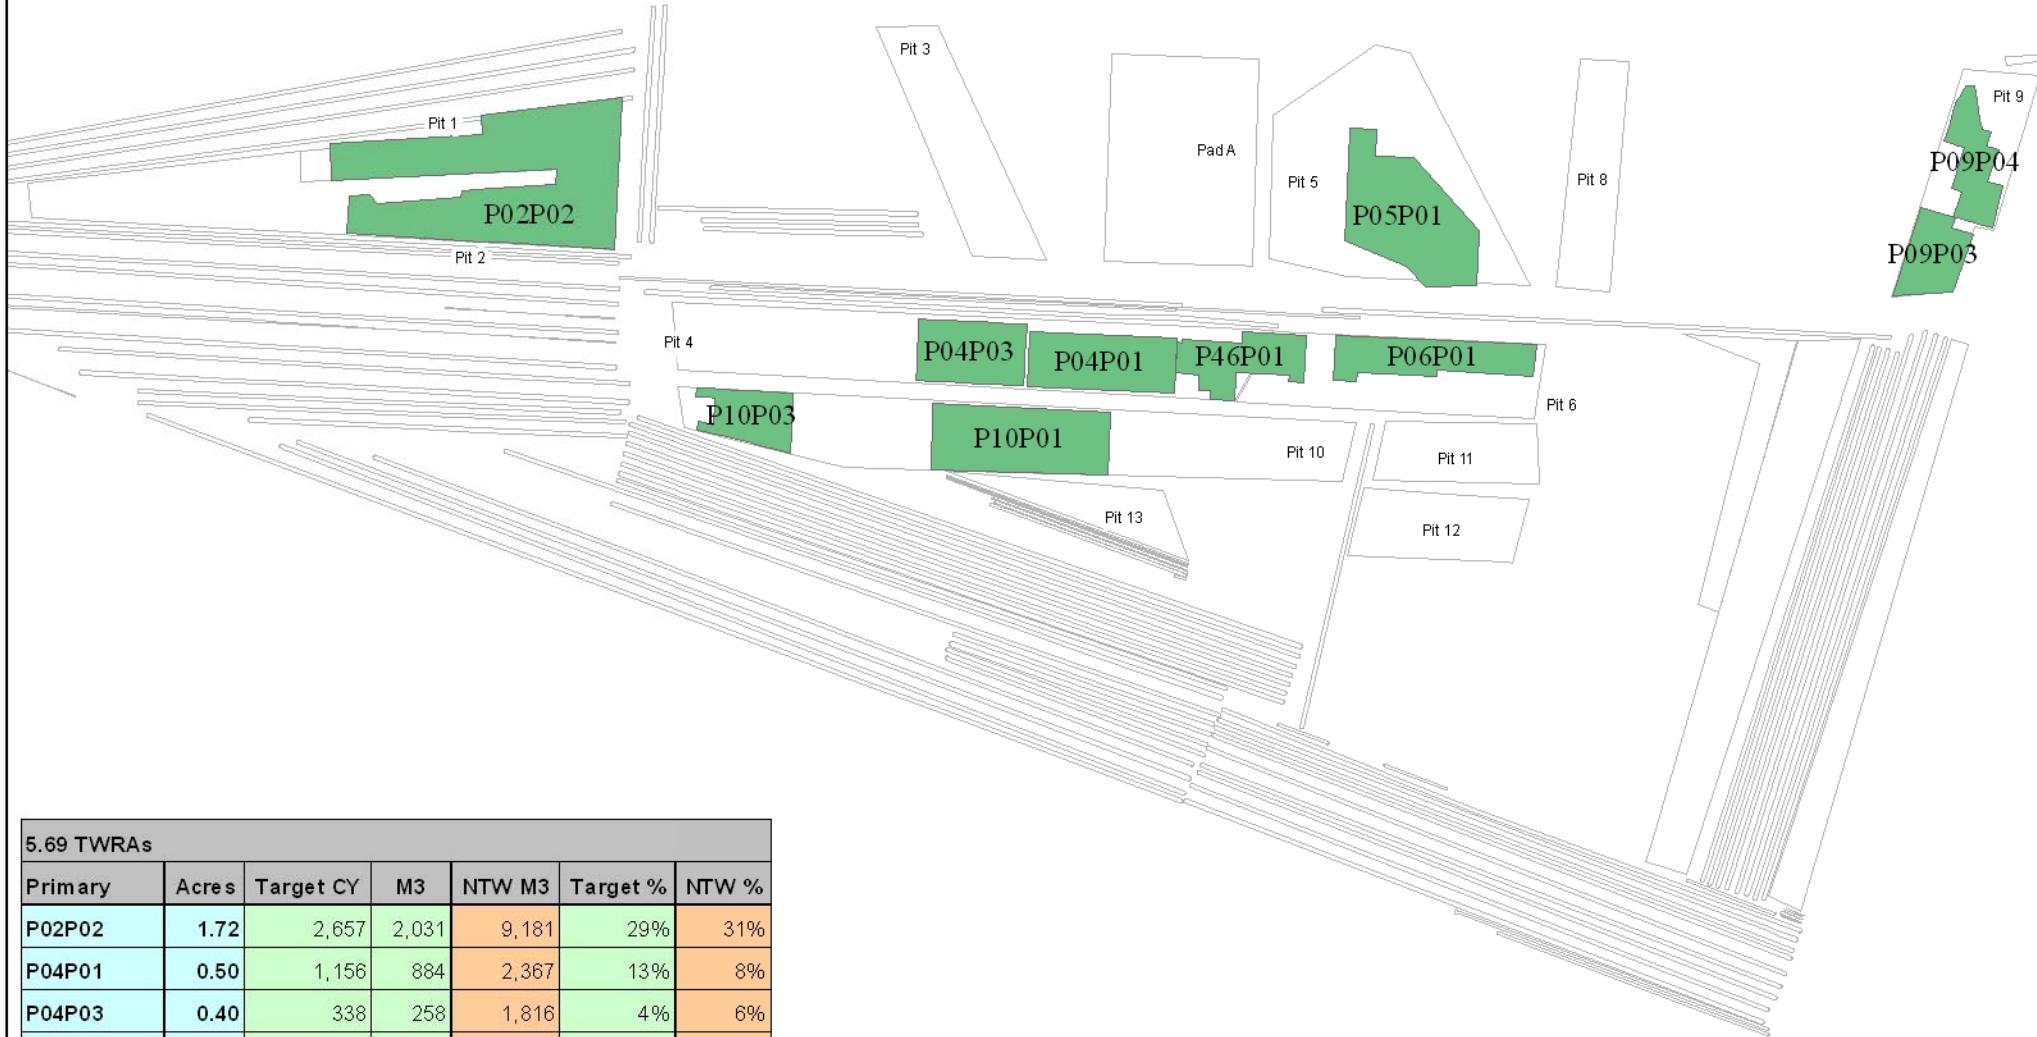 Pit 3
Pit 9
Pit 1
Pad A
Pit 5
Pit 8
P09P04
P02P02
P05P01
P09P03
Pit 2
Pit 4
P04P03
P04P01
P46P01
P06P01
P10P03
P10P01
Pit 6
Pit 10
Pit 11
Pit 13
Pit 12
5.69 TWRAs
Primary Acres Target CY M3 NTW M3 Target % NTW %
P02P02 1.72 2,657 2,031 9,181 29% 31%
P04P01 0.50 1,156 884 2,367 13% 8%
P04P03 0.40 338 258 1,816 4% 6%